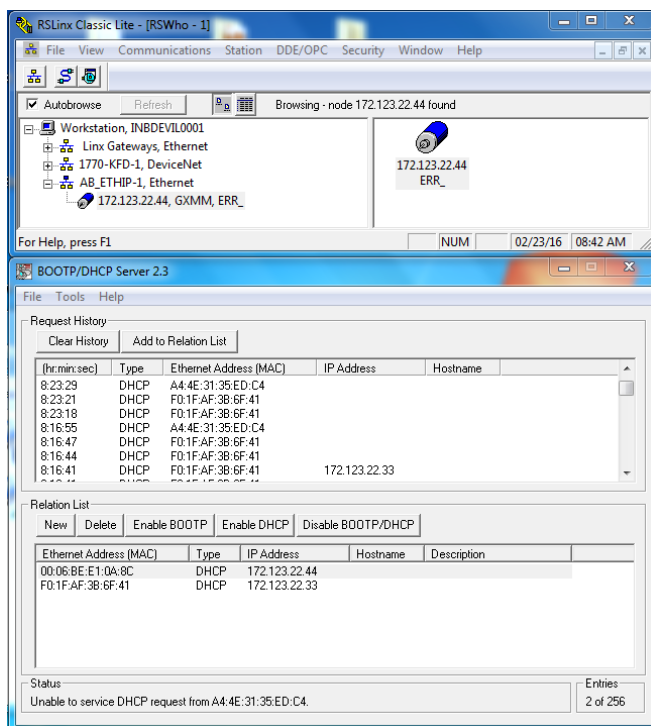 RSLinx Classic Lite - [RSWho - 1]
File View Communications Station DDE/OPC Security Window Help
Autobrowse Refresh Browsing - node 172.123.22.44 found
Workstation, INBDEVIL0001
Linx Gateways, Ethernet
1770-KFD-1, DeviceNet
AB_ETHIP-1, Ethernet
172.123.22.44, GXMM, ERR_
172.123.22.44
ERR_
For Help, press F1 NUM 02/23/16 08:42 AM
BOOTP/DHCP Server 2.3
File Tools Help
Request History
Clear History Add to Relation List
(hr:min:sec) Type Ethernet Address (MAC) IP Address Hostname
8:23:29 DHCP A4:4E:31:35:ED:C4
8:23:21 DHCP F0:1F:AF:3B:6F:41
8:23:18 DHCP F0:1F:AF:3B:6F:41
8:16:55 DHCP A4:4E:31:35:ED:C4
8:16:47 DHCP F0:1F:AF:3B:6F:41
8:16:44 DHCP F0:1F:AF:3B:6F:41
8:16:41 DHCP F0:1F:AF:3B:6F:41 172.123.22.33
Relation List
New Delete Enable BOOTP Enable DHCP Disable BOOTP/DHCP
Ethernet Address (MAC) Type IP Address Hostname Description
00:06:BE:E1:0A:8C DHCP 172.123.22.44
F0:1F:AF:3B:6F:41 DHCP 172.123.22.33
Status
Unable to service DHCP request from A4:4E:31:35:ED:C4.
Entries
2 of 256